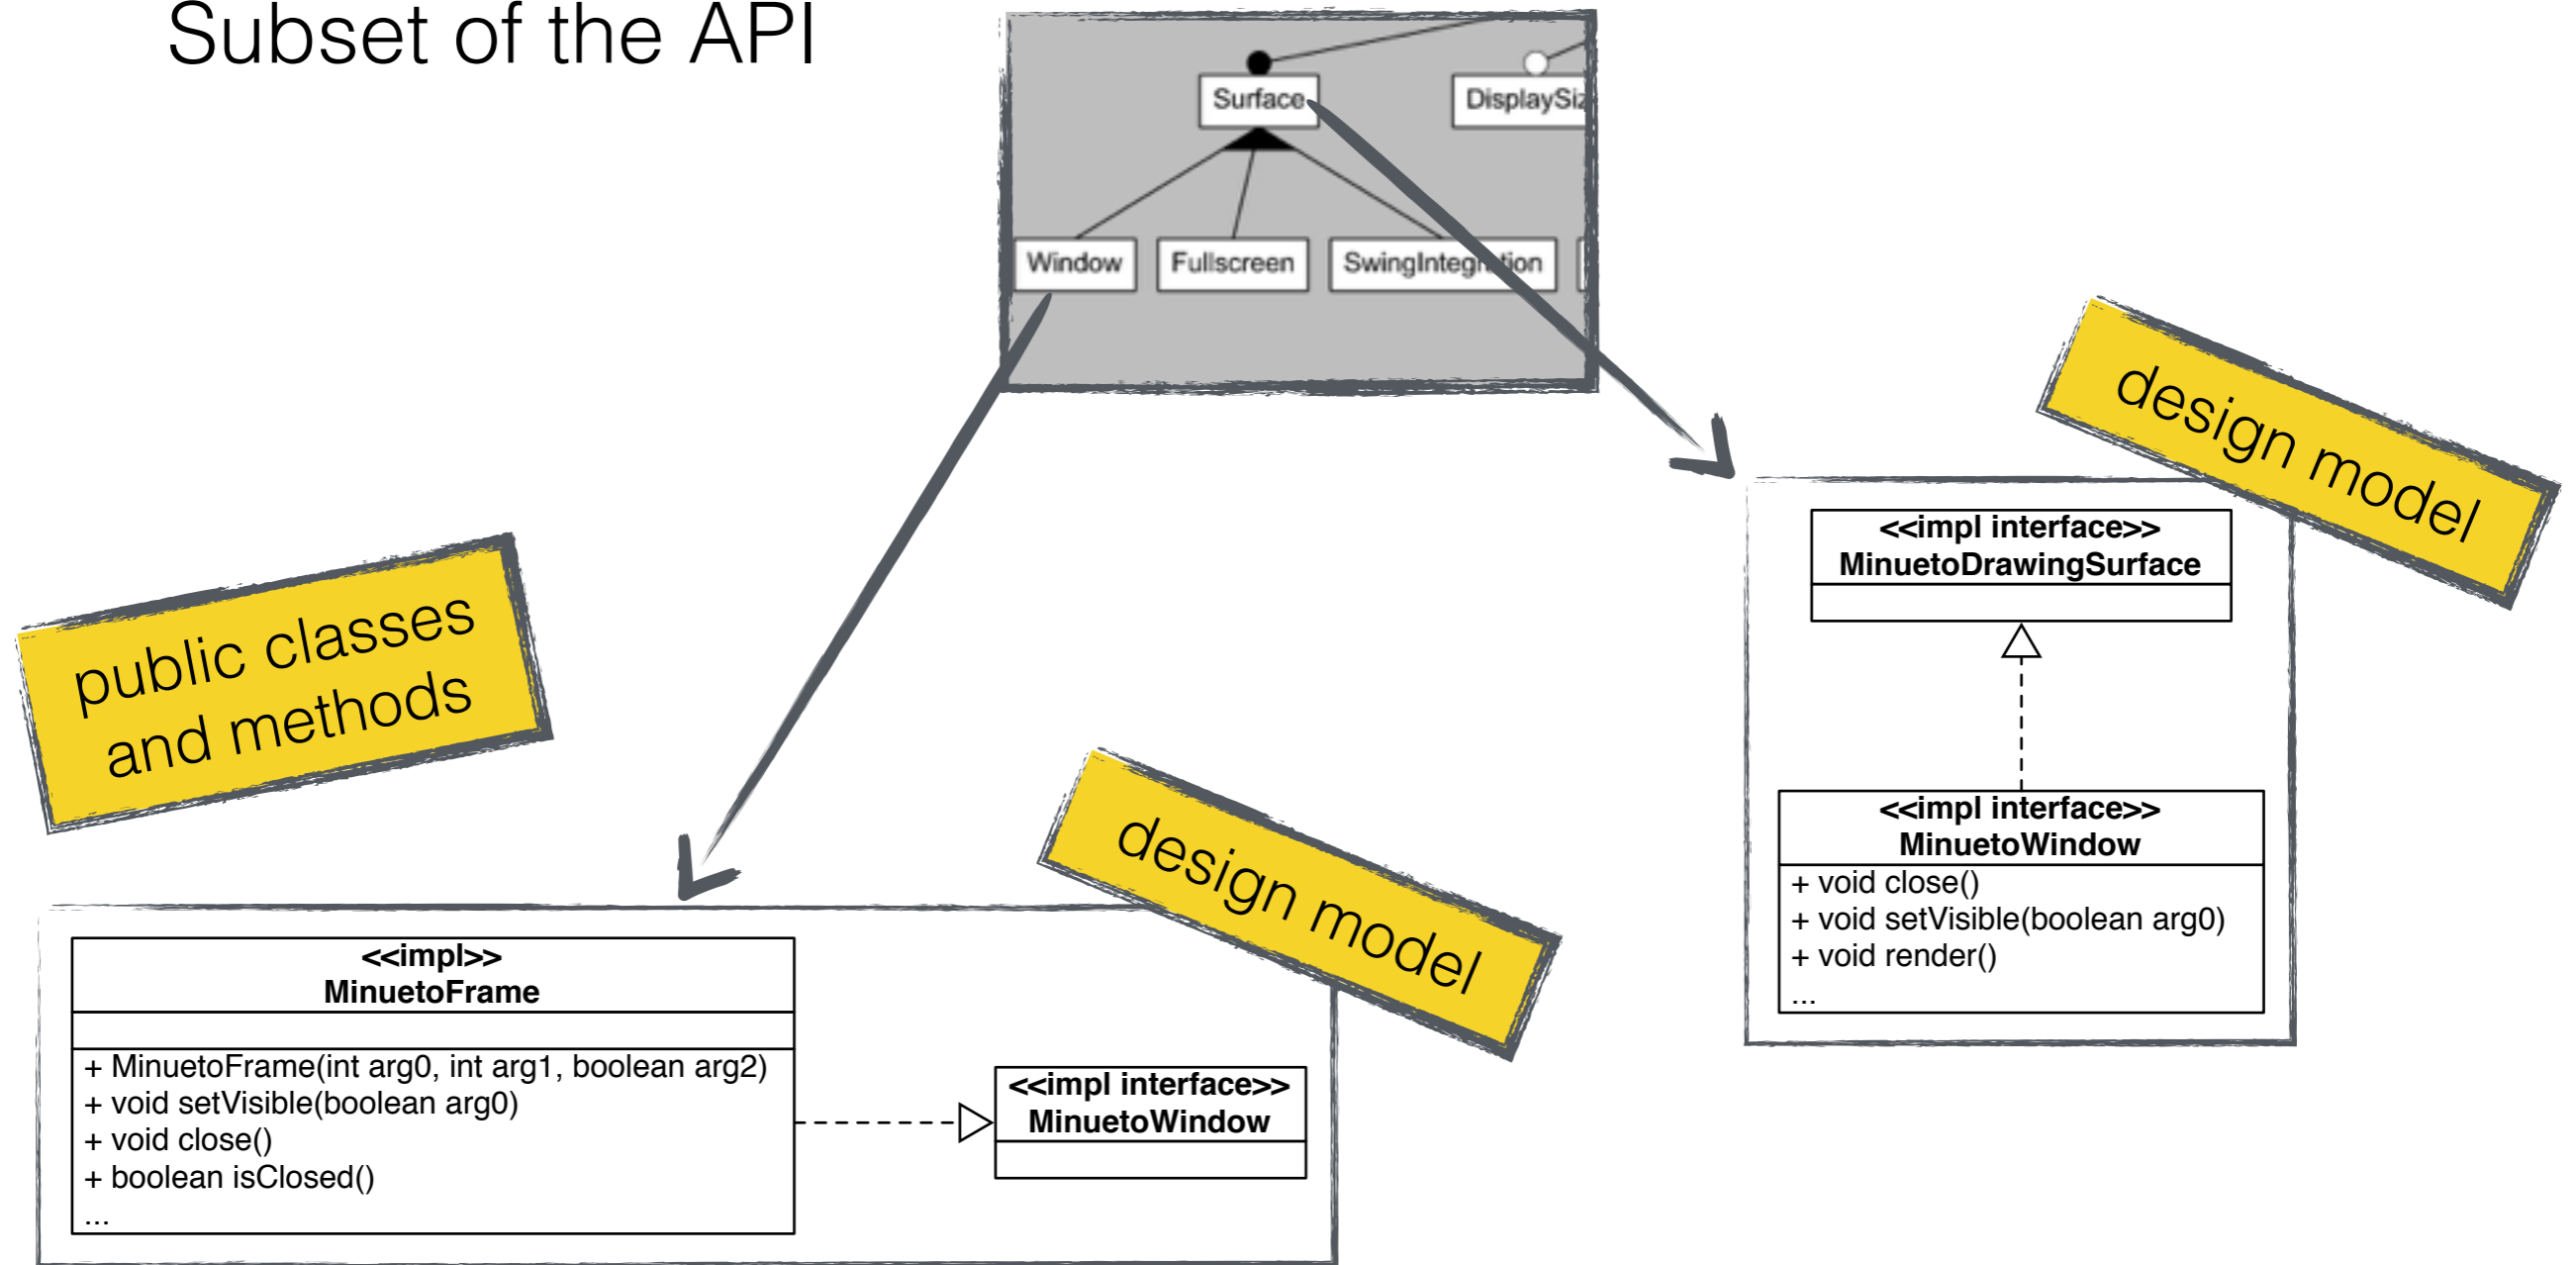 Subset of the API
Surface
DisplaySiz
Window
Fullscreen
SwingIntegration
design model
<<impl interface>>
MinuetoDrawingSurface
<<impl interface>>
MinuetoWindow
+ void close()
+ void setVisible(boolean arg0)
+ void render()
...
public classes
and methods
design model
<<impl>>
MinuetoFrame
+ MinuetoFrame(int arg0, int arg1, boolean arg2)
+ void setVisible(boolean arg0)
+ void close()
+ boolean isClosed()
...
<<impl interface>>
MinuetoWindow